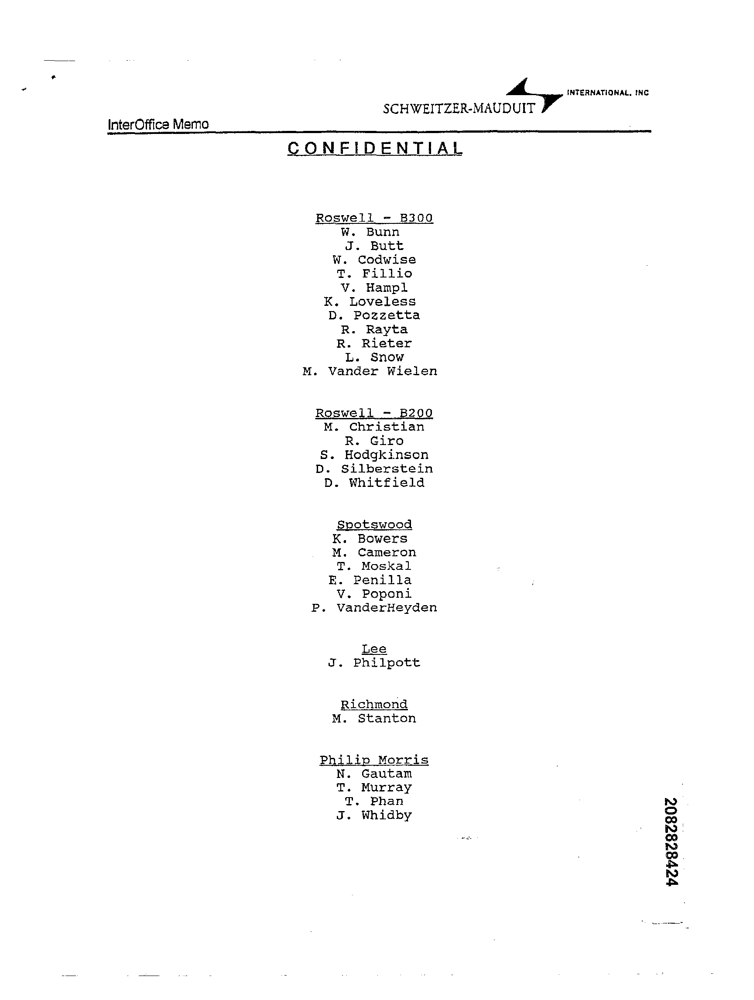 INTERNATIONAL, INC
SCHWEITZER-MAUDUIT
InterOffice Memo
CONFIDENTIAL
Roswell - B300
W. Bunn
J. Butt
W. Codwise
T. Fillio
V. Hampl
K. Loveless
D. Pozzetta
R. Rayta
R. Rieter
L. Snow
M. Vander Wielen
Roswell - B200
M. Christian
R. Giro
S. Hodgkinson
D. Silberstein
D. Whitfield
Spotswood
K. Bowers
M. Cameron
T. Moskal
E. Penilla
V. Poponi
P. VanderHeyden
Lee
J. Philpott
Richmond
M. Stanton
Philip Morris
N. Gautam
T. Murray
T. Phan
J. Whidby
2082828424